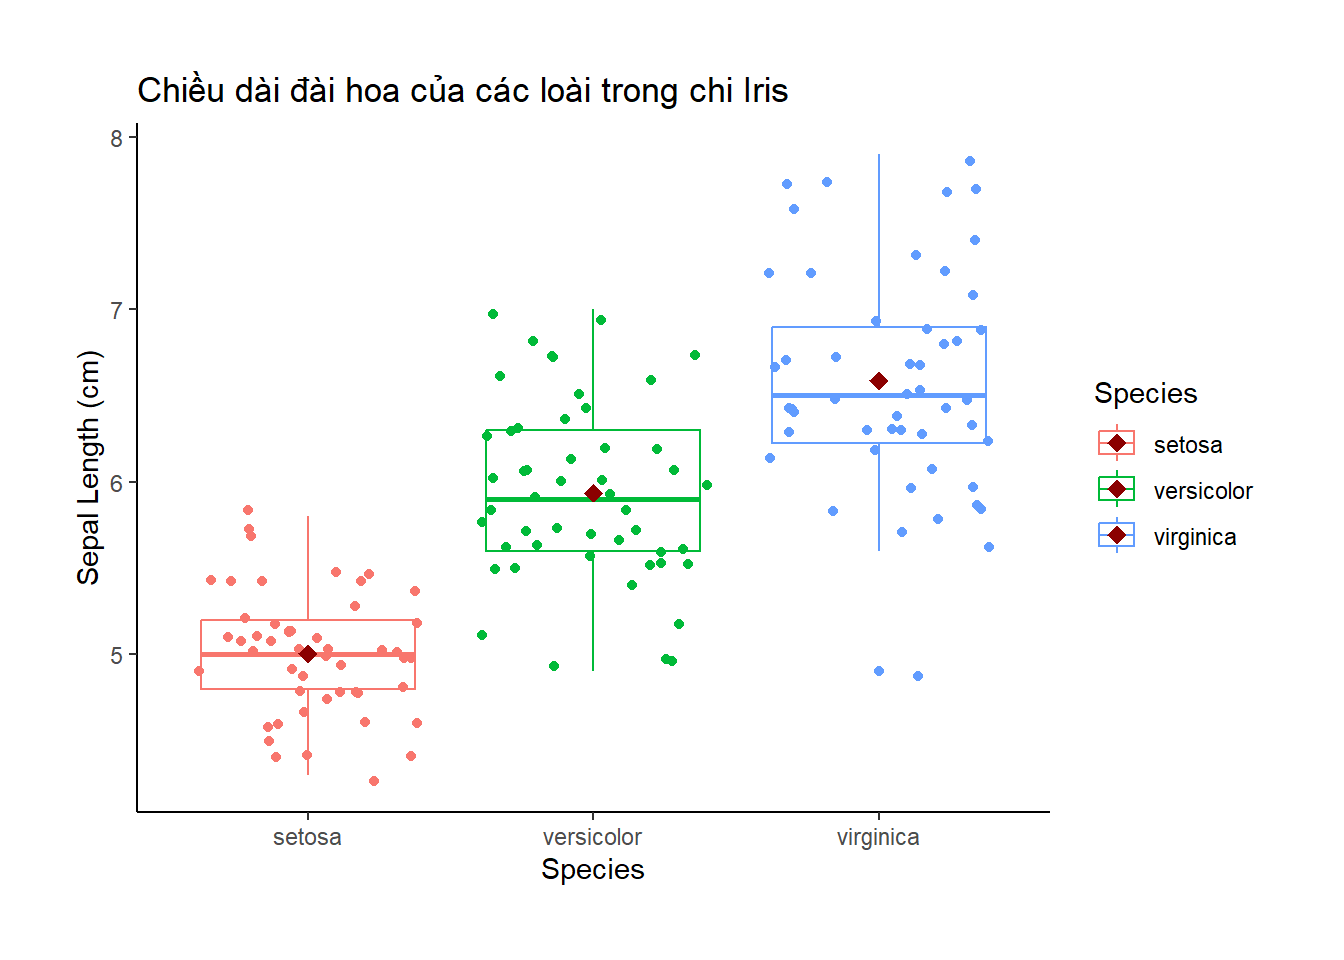 Chiều dài đài hoa của các loài trong chi Iris
8
7
6
5
Sepal Length (cm)
setosa
versicolor
virginica
Species
Species
setosa
versicolor
virginica